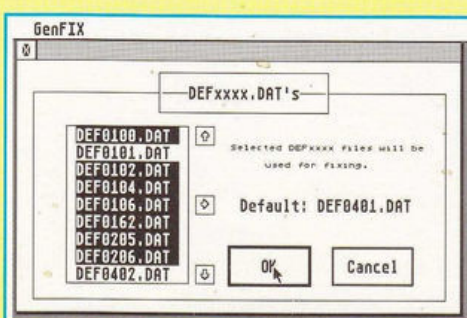 GenFIX
DEFxxxx.DAT's
DEF0100.DAT
DEF0101.DAT
DEF0102.DAT
DEF0104.DAT
DEF0106.DAT
DEF0162.DAT
DEF0205.DAT
DEF0206.DAT
DEF0402.DAT
Selected DEFxxxx files will be
used for fixing.
Default: DEF0401.DAT
OK
Cancel